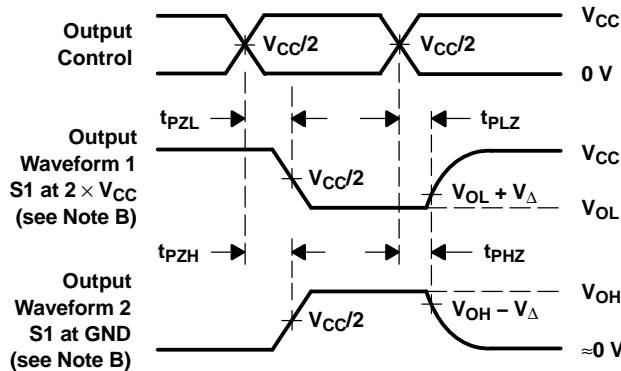 Output
Control
V_CC/2
V_CC/2
V_CC
0 V
t_PZL
t_PLZ
Output
Waveform 1
S1 at 2 × V_CC
(see Note B)
V_CC/2
V_CC
V_OL + V_Δ
V_OL
t_PZH
t_PHZ
Output
Waveform 2
S1 at GND
(see Note B)
V_CC/2
V_OH
V_OH − V_Δ
≈0 V